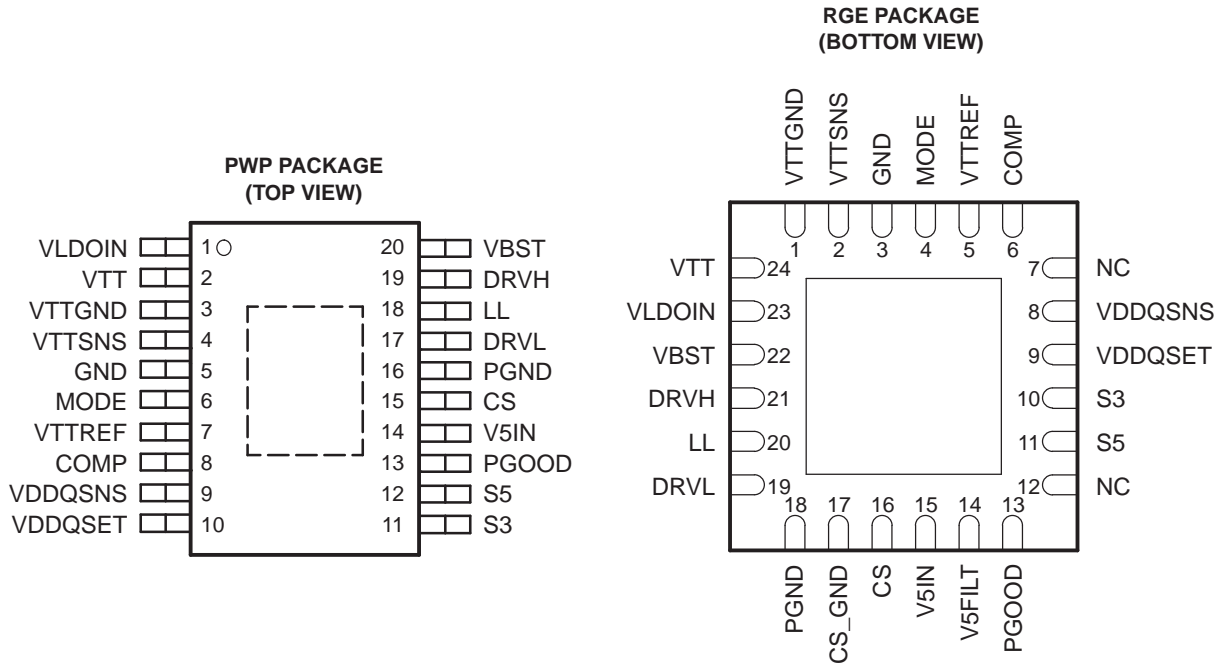 PWP PACKAGE
(TOP VIEW)
VLDOIN 1 20 VBST
VTT 2 19 DRVH
VTTGND 3 18 LL
VTTSNS 4 17 DRVL
GND 5 16 PGND
MODE 6 15 CS
VTTREF 7 14 V5IN
COMP 8 13 PGOOD
VDDQSNS 9 12 S5
VDDQSET 10 11 S3
RGE PACKAGE
(BOTTOM VIEW)
VTTGND VTTSNS GND MODE VTTREF COMP
1 2 3 4 5 6
VTT 24 7 NC
VLDOIN 23 8 VDDQSNS
VBST 22 9 VDDQSET
DRVH 21 10 S3
LL 20 11 S5
DRVL 19 12 NC
18 17 16 15 14 13
PGND CS_GND CS V5IN V5FILT PGOOD